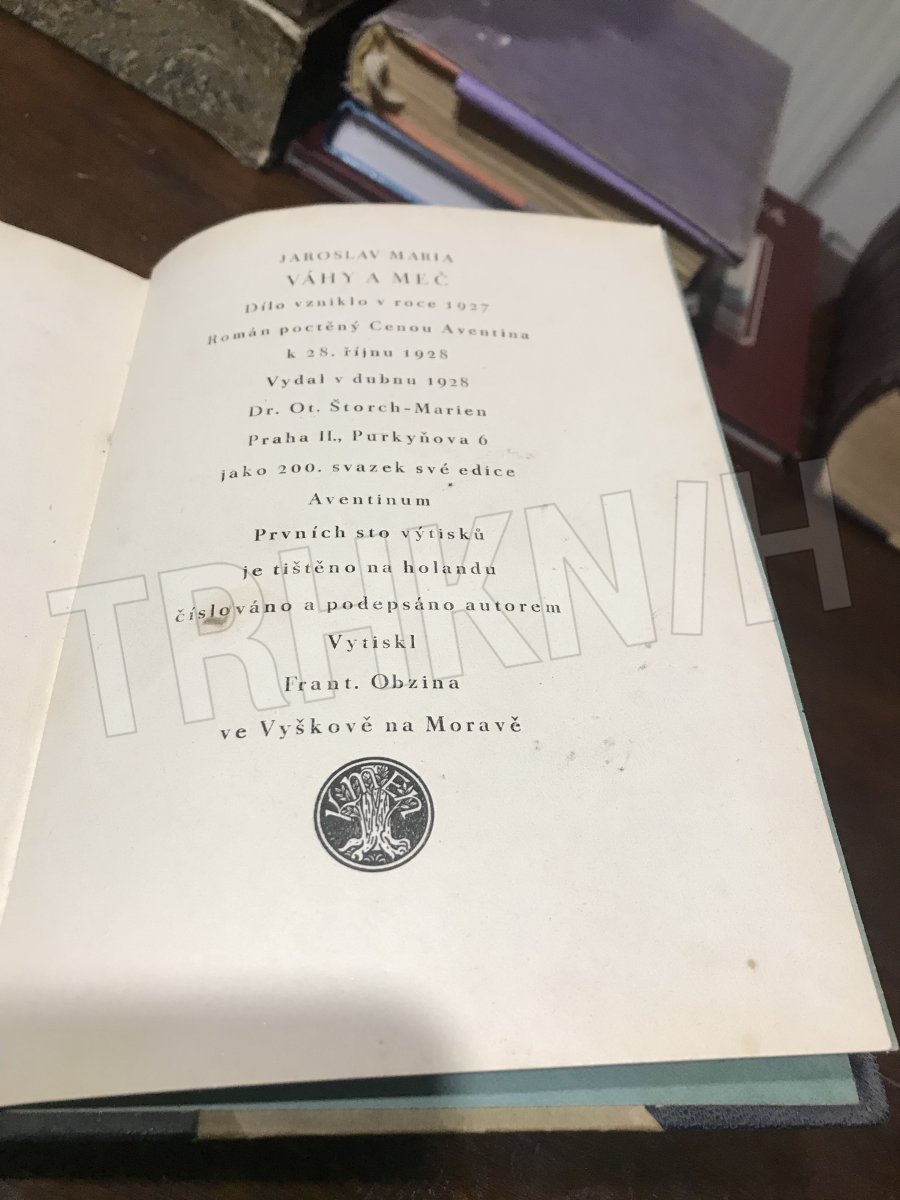 JAROSLAV MARIA
VÁHY A MEČ
Dílo vzniklo v roce 1927
Román poctěný Cenou Aventina
k 28. říjnu 1928
Vydal v dubnu 1928
Dr. Ot. Štorch-Marien
Praha II., Purkyňova 6
jako 200. svazek své edice
Aventinum
Prvních sto výtisků
je tištěno na holandu
číslováno a podepsáno autorem
Vytiskl
Frant. Obzina
ve Vyškově na Moravě
KMEN
TRHKNIH